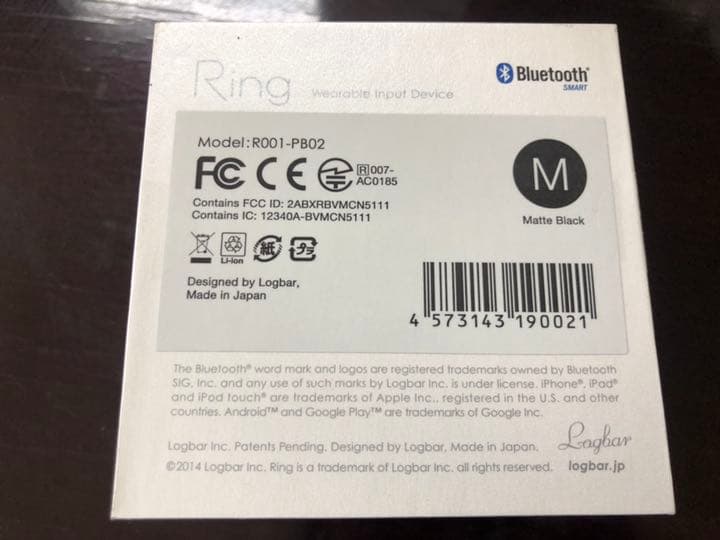 Ring Wearable Input Device
Bluetooth®
SMART
Model:R001-PB02
FC CE R 007-
AC0185
Contains FCC ID: 2ABXRBVMCN5111
Contains IC: 12340A-BVMCN5111
Li-ion 紙 プラ
Designed by Logbar,
Made in Japan
M
Matte Black
4 573143 190021
The Bluetooth® word mark and logos are registered trademarks owned by Bluetooth
SIG, Inc. and any use of such marks by Logbar Inc. is under license. iPhone®, iPad®
and iPod touch® are trademarks of Apple Inc., registered in the U.S. and other
countries. Android™ and Google Play™ are trademarks of Google Inc.
Logbar Inc. Patents Pending. Designed by Logbar, Made in Japan.
Logbar
©2014 Logbar Inc. Ring is a trademark of Logbar Inc. all rights reserved.
logbar.jp